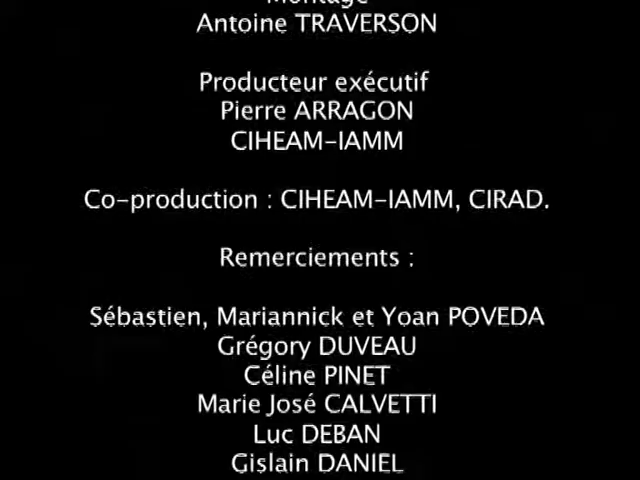 Montage
Antoine TRAVERSON
Producteur exécutif
Pierre ARRAGON
CIHEAM-IAMM
Co-production : CIHEAM-IAMM, CIRAD.
Remerciements :
Sébastien, Mariannick et Yoan POVEDA
Grégory DUVEAU
Céline PINET
Marie José CALVETTI
Luc DEBAN
Gislain DANIEL